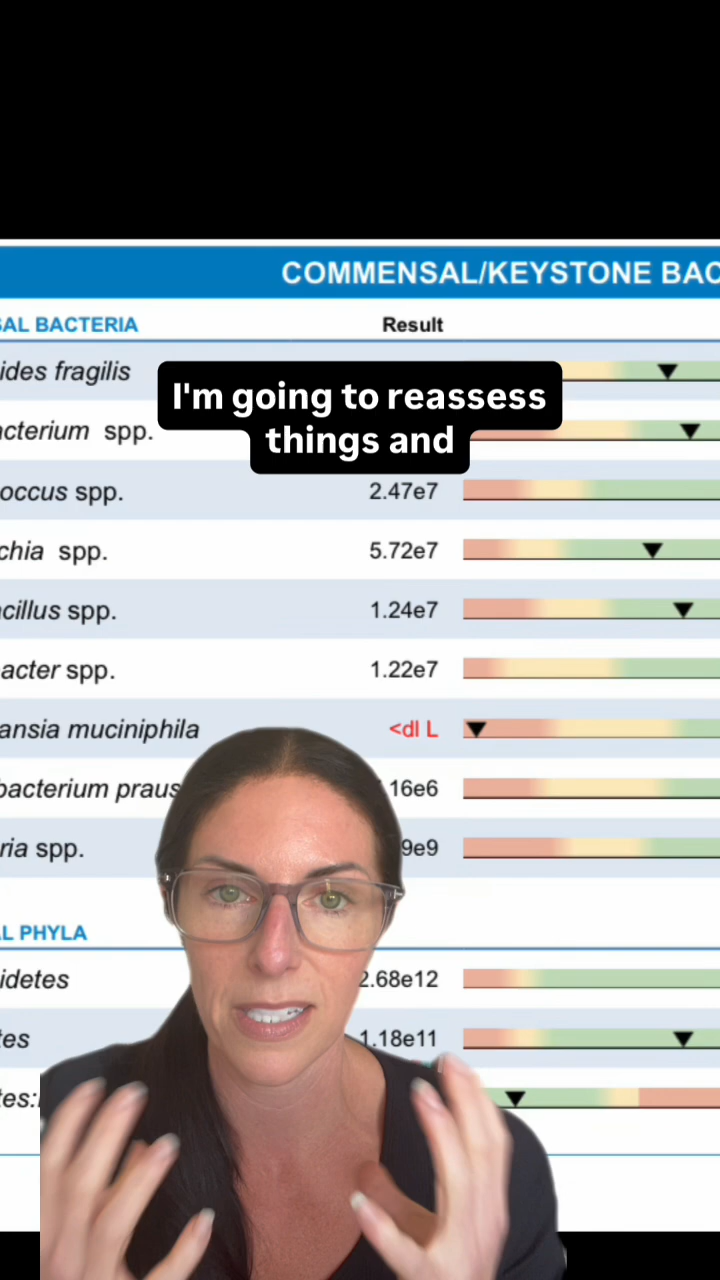 COMMENSAL/KEYSTONE BAC
SAL BACTERIA Result
ides fragilis
I'm going to reassess
things and
acterium spp.
occus spp. 2.47e7
chia spp. 5.72e7
acillus spp. 1.24e7
acter spp. 1.22e7
ansia muciniphila <dl L
bacterium praus 16e6
ria spp. 9e9
L PHYLA
idetes 2.68e12
tes 1.18e11
tes: